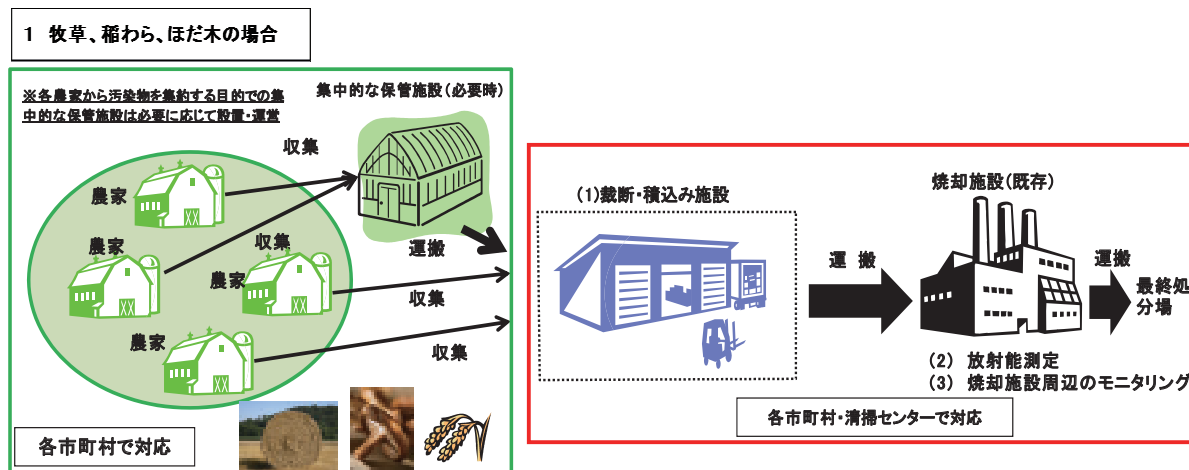 1 牧草、稲わら、ほだ木の場合
※各農家から汚染物を集約する目的での集
中的な保管施設は必要に応じて設置・運営
集中的な保管施設（必要時）
収集
農家
農家
収集
農家
農家
運搬
収集
収集
各市町村で対応
(1)裁断・積込み施設
焼却施設（既存）
運 搬
運搬
最終処
分場
(2) 放射能測定
(3) 焼却施設周辺のモニタリング
各市町村・清掃センターで対応